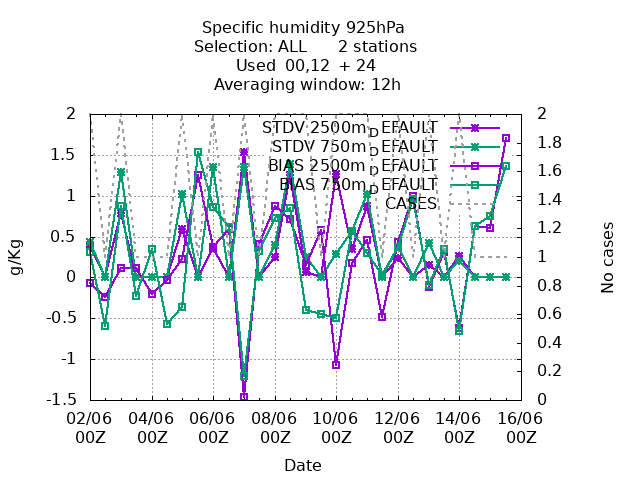 Specific humidity 925hPa
Selection: ALL 2 stations
Used 00,12 + 24
Averaging window: 12h
STDV 2500m_DEFAULT
STDV 750m_DEFAULT
BIAS 2500m_DEFAULT
BIAS 750m_DEFAULT
CASES
2
1.5
1
0.5
0
-0.5
-1
-1.5
g/Kg
2
1.8
1.6
1.4
1.2
1
0.8
0.6
0.4
0.2
0
No cases
02/06 04/06 06/06 08/06 10/06 12/06 14/06 16/06
00Z 00Z 00Z 00Z 00Z 00Z 00Z 00Z
Date